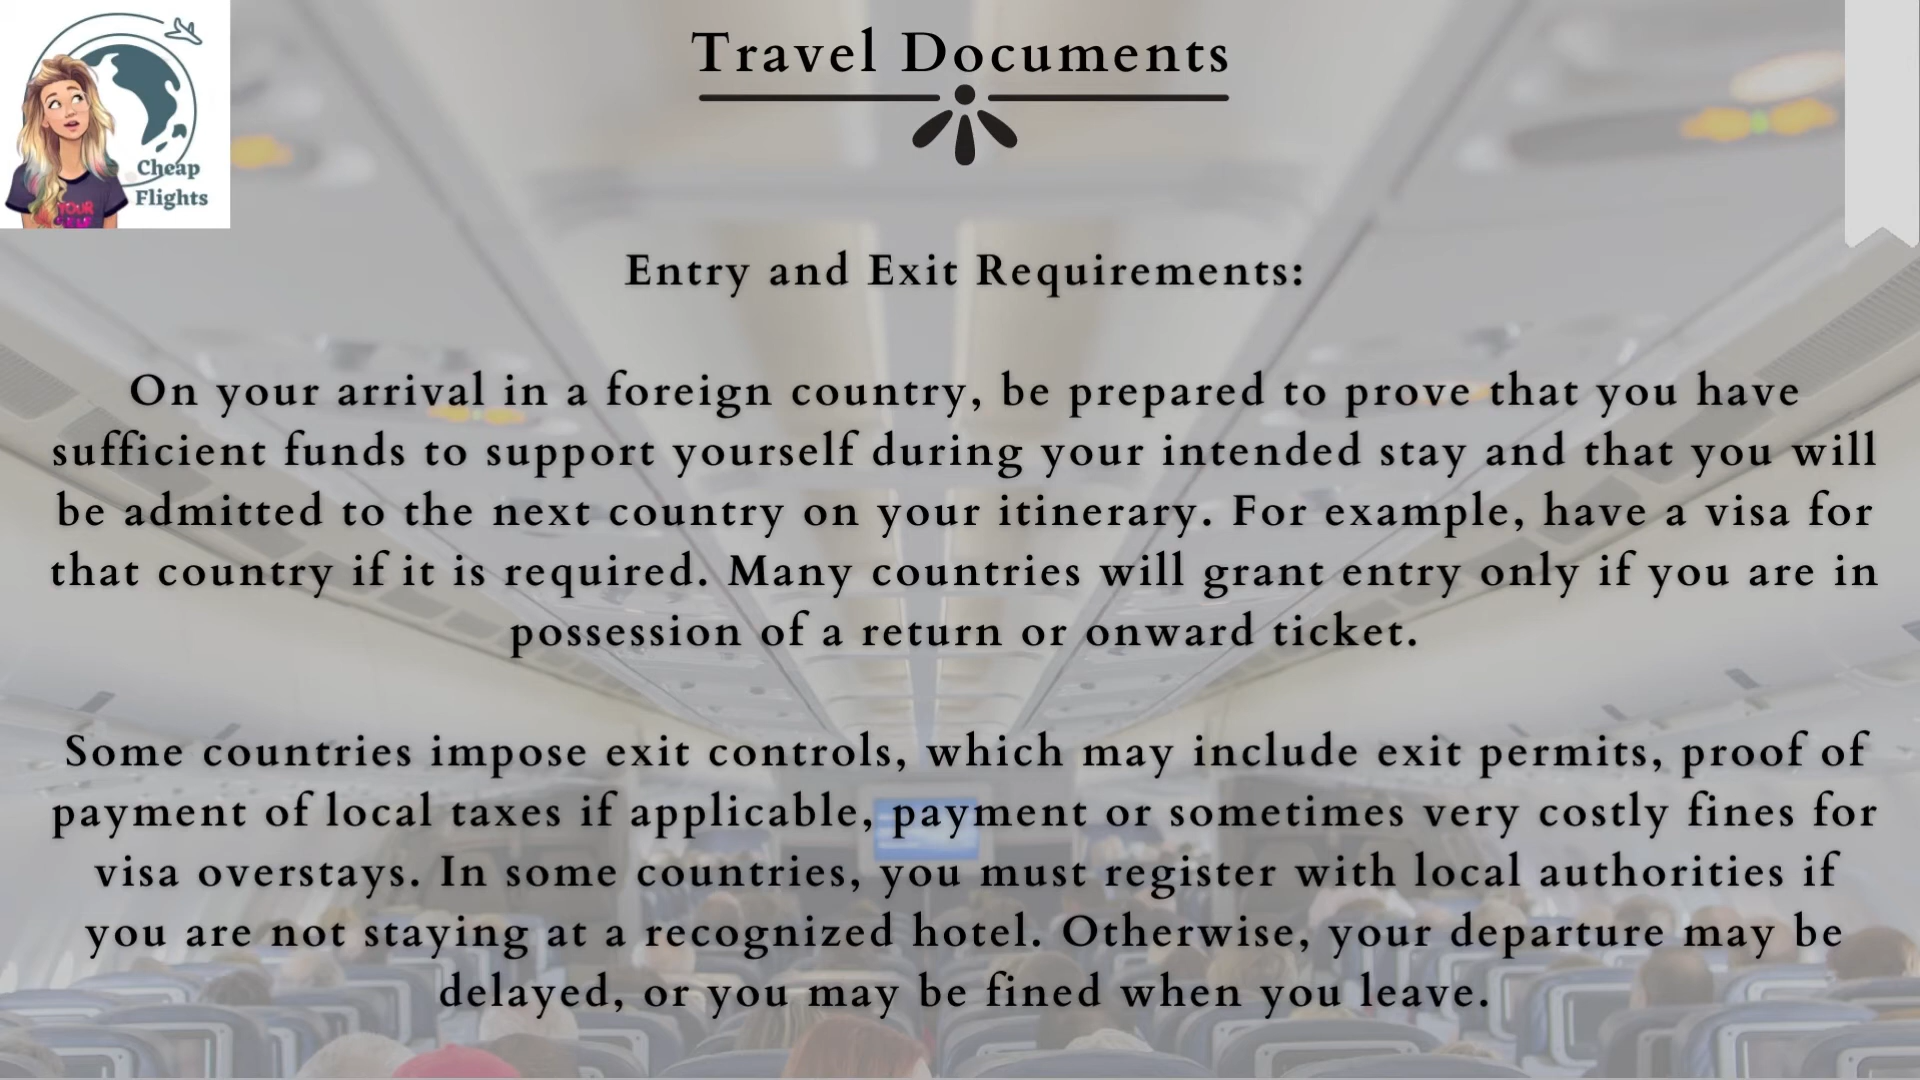 Travel Documents
Cheap
Flights
YOUR
Entry and Exit Requirements:
On your arrival in a foreign country, be prepared to prove that you have
sufficient funds to support yourself during your intended stay and that you will
be admitted to the next country on your itinerary. For example, have a visa for
that country if it is required. Many countries will grant entry only if you are in
possession of a return or onward ticket.
Some countries impose exit controls, which may include exit permits, proof of
payment of local taxes if applicable, payment or sometimes very costly fines for
visa overstays. In some countries, you must register with local authorities if
you are not staying at a recognized hotel. Otherwise, your departure may be
delayed, or you may be fined when you leave.